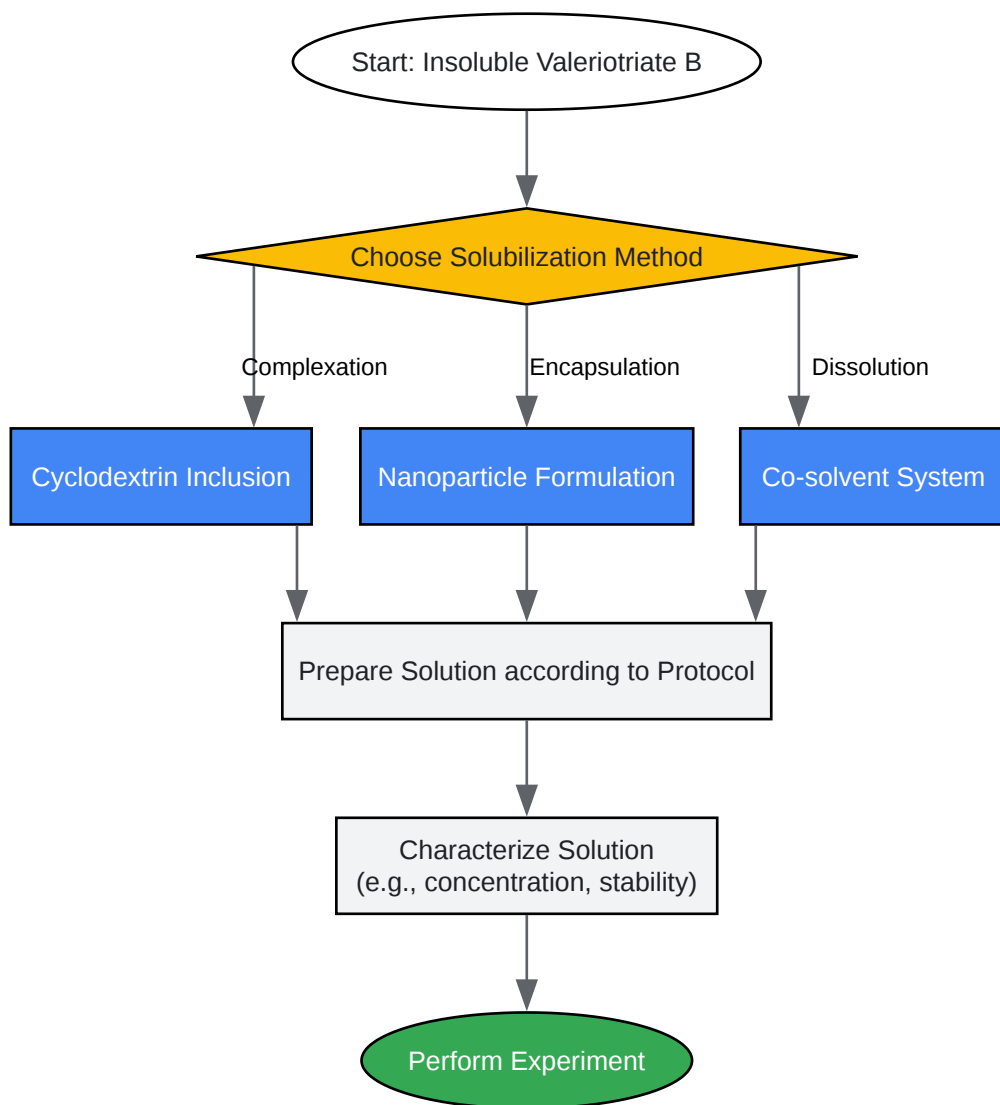 Start: Insoluble Valeriotriate B
Choose Solubilization Method
Complexation
Encapsulation
Dissolution
Cyclodextrin Inclusion
Nanoparticle Formulation
Co-solvent System
Prepare Solution according to Protocol
Characterize Solution
(e.g., concentration, stability)
Perform Experiment